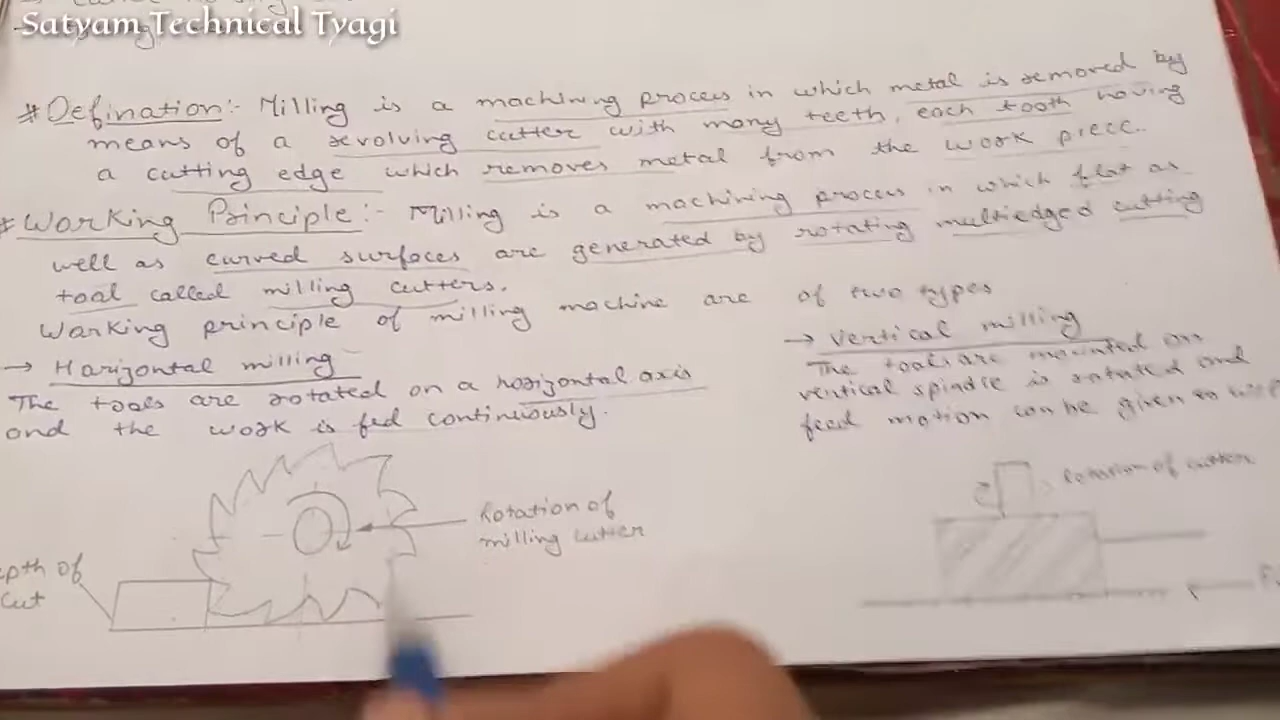 Satyam Technical Tyagi
# Defination:- Milling is a machining process in which metal is removed by
means of a revolving cutter with many teeth, each tooth having
a cutting edge which removes metal from the work piece.
# Working Principle:- Milling is a machining process in which flat as
well as curved surfaces are generated by rotating multiedged cutting
tool called milling cutters.
Working principle of milling machine are of two types
→ Horizontal milling
The tools are rotated on a horizontal axis
and the work is fed continuously.
→ Vertical milling
The tools are mounted on
vertical spindle is rotated and
feed motion can be given to
Rotation of
milling cutter
pth of
cut
Rotation of cutter